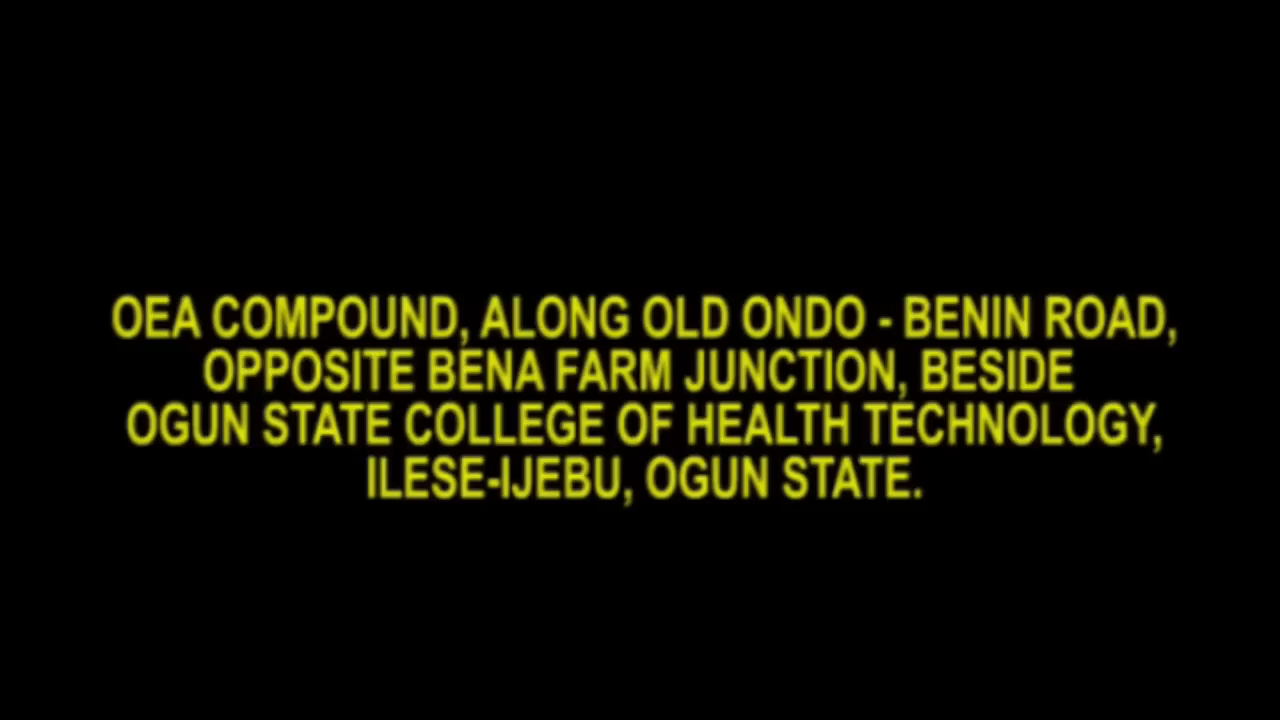 OEA COMPOUND, ALONG OLD ONDO - BENIN ROAD,
OPPOSITE BENA FARM JUNCTION, BESIDE
OGUN STATE COLLEGE OF HEALTH TECHNOLOGY,
ILESE-IJEBU, OGUN STATE.